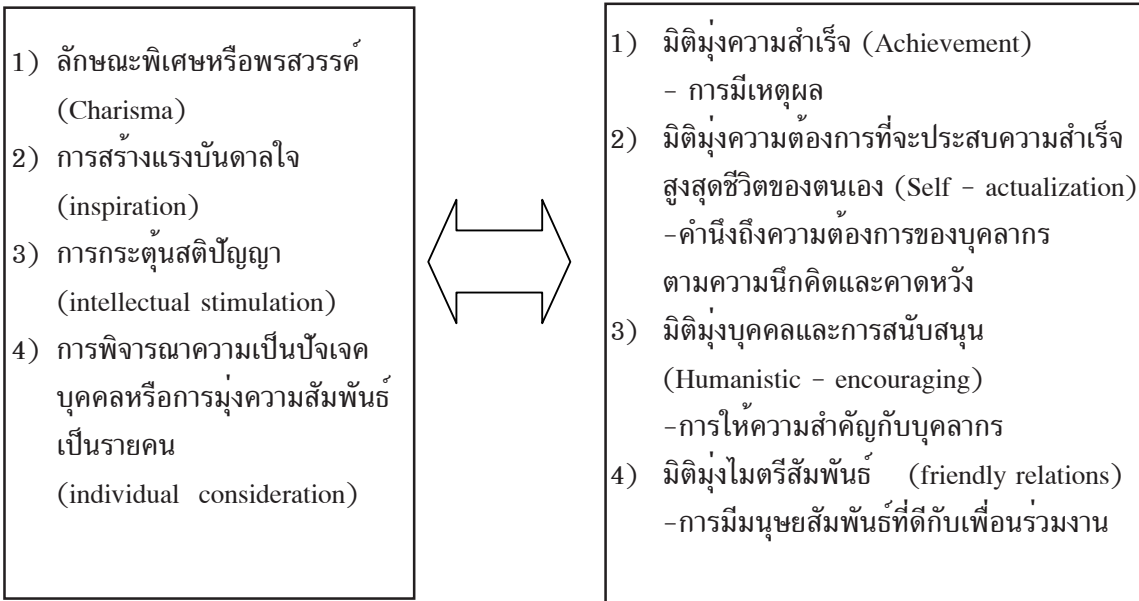 1) ลักษณะพิเศษหรือพรสวรรค์
(Charisma)
2) การสร้างแรงบันดาลใจ
(inspiration)
3) การกระตุ้นสติปัญญา
(intellectual stimulation)
4) การพิจารณาความเป็นปัจเจค
บุคคลหรือการมุ่งความสัมพันธ์
เป็นรายคน
(individual consideration)
1) มิติมุ่งความสำเร็จ (Achievement)
- การมีเหตุผล
2) มิติมุ่งความต้องการที่จะประสบความสำเร็จ
สูงสุดชีวิตของตนเอง (Self - actualization)
-คำนึงถึงความต้องการของบุคลากร
ตามความนึกคิดและคาดหวัง
3) มิติมุ่งบุคคลและการสนับสนุน
(Humanistic - encouraging)
-การให้ความสำคัญกับบุคลากร
4) มิติมุ่งไมตรีสัมพันธ์ (friendly relations)
-การมีมนุษยสัมพันธ์ที่ดีกับเพื่อนร่วมงาน